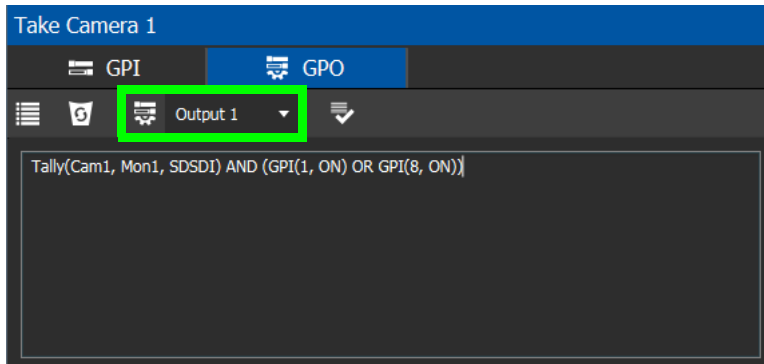 Take Camera 1
GPI
GPO
Output 1
Tally(Cam1, Mon1, SDSDI) AND (GPI(1, ON) OR GPI(8, ON))